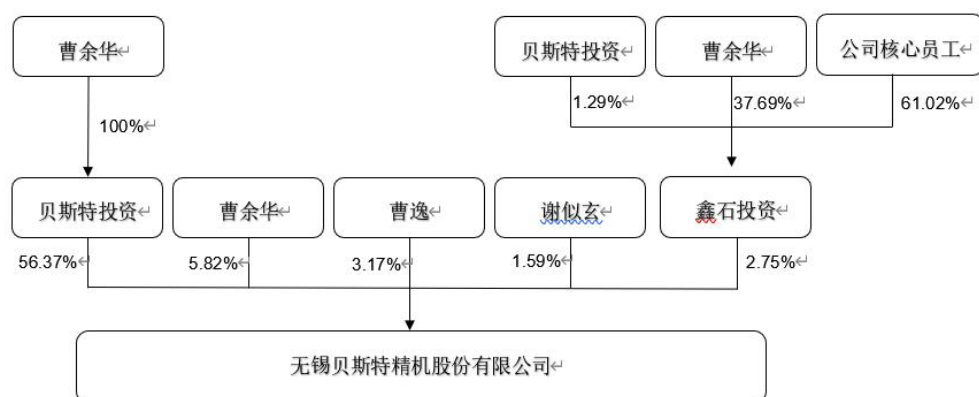 曹余华
贝斯特投资
曹余华
公司核心员工
100%
1.29%
37.69%
61.02%
贝斯特投资
曹余华
曹逸
谢似玄
鑫石投资
56.37%
5.82%
3.17%
1.59%
2.75%
无锡贝斯特精机股份有限公司